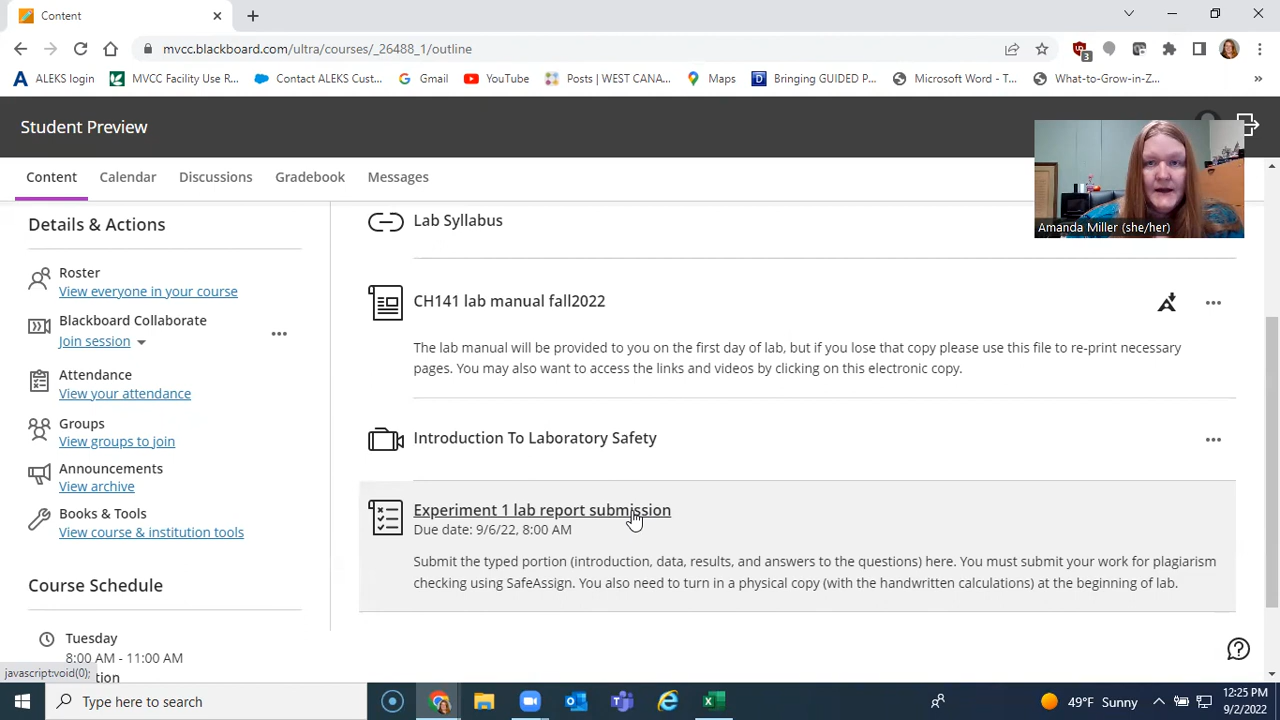 Content
mvcc.blackboard.com/ultra/courses/_26488_1/outline
3
ALEKS login
MVCC Facility Use R...
Contact ALEKS Cust...
Gmail
YouTube
Posts | WEST CANA...
Maps
Bringing GUIDED P...
Microsoft Word - T...
What-to-Grow-in-Z...
Student Preview
Amanda Miller (she/her)
Content
Calendar
Discussions
Gradebook
Messages
Details & Actions
Roster
View everyone in your course
Blackboard Collaborate
Join session
Attendance
View your attendance
Groups
View groups to join
Announcements
View archive
Books & Tools
View course & institution tools
Course Schedule
Tuesday
8:00 AM - 11:00 AM
javascript:void(0);
Lab Syllabus
CH141 lab manual fall2022
The lab manual will be provided to you on the first day of lab, but if you lose that copy please use this file to re-print necessary
pages. You may also want to access the links and videos by clicking on this electronic copy.
Introduction To Laboratory Safety
Experiment 1 lab report submission
Due date: 9/6/22, 8:00 AM
Submit the typed portion (introduction, data, results, and answers to the questions) here. You must submit your work for plagiarism
checking using SafeAssign. You also need to turn in a physical copy (with the handwritten calculations) at the beginning of lab.
Type here to search
49°F Sunny
12:25 PM
9/2/2022